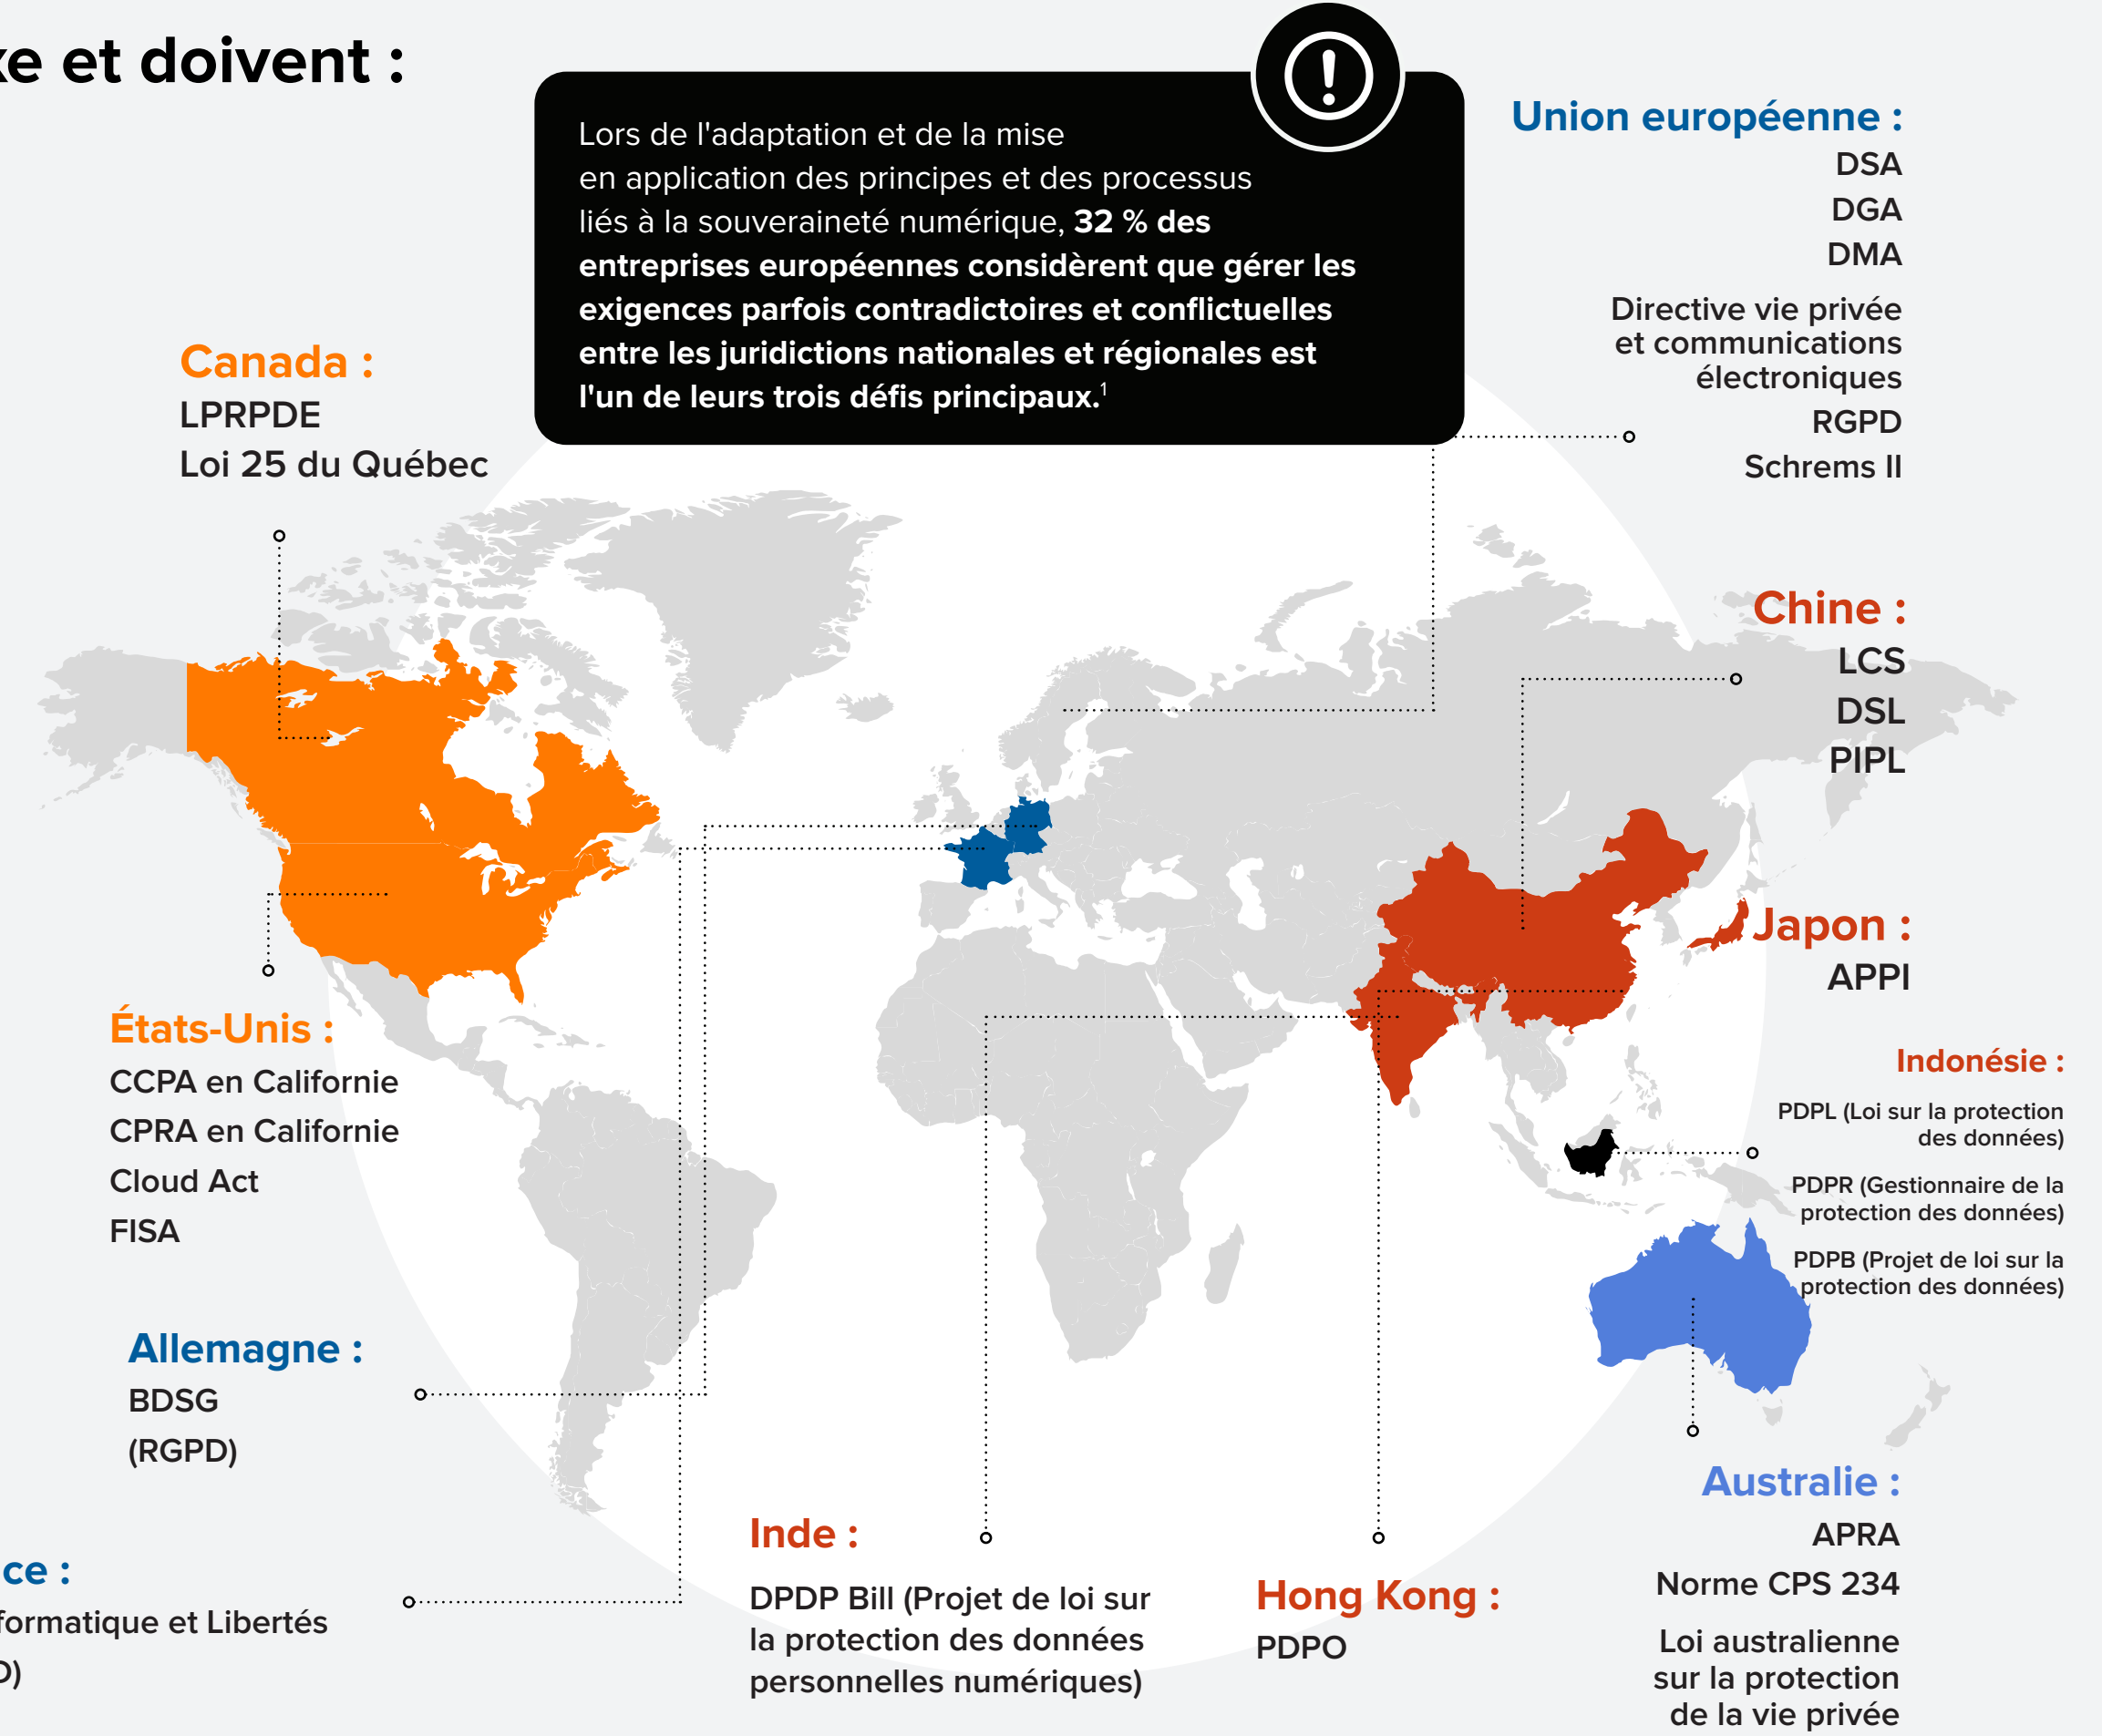 et doivent :
Lors de l'adaptation et de la mise
en application des principes et des processus
liés à la souveraineté numérique, 32 % des
entreprises européennes considèrent que gérer les
exigences parfois contradictoires et conflictuelles
entre les juridictions nationales et régionales est
l'un de leurs trois défis principaux.1
Union européenne :
DSA
DGA
DMA
Directive vie privée
et communications
électroniques
RGPD
Schrems II
Canada :
LPRPDE
Loi 25 du Québec
Chine :
LCS
DSL
PIPL
Japon :
APPI
États-Unis :
CCPA en Californie
CPRA en Californie
Cloud Act
FISA
Indonésie :
PDPL (Loi sur la protection
des données)
PDPR (Gestionnaire de la
protection des données)
PDPB (Projet de loi sur la
protection des données)
Allemagne :
BDSG
(RGPD)
Australie :
APRA
Norme CPS 234
Loi australienne
sur la protection
de la vie privée
Inde :
DPDP Bill (Projet de loi sur
la protection des données
personnelles numériques)
Hong Kong :
PDPO
ce :
formatique et Libertés
D)